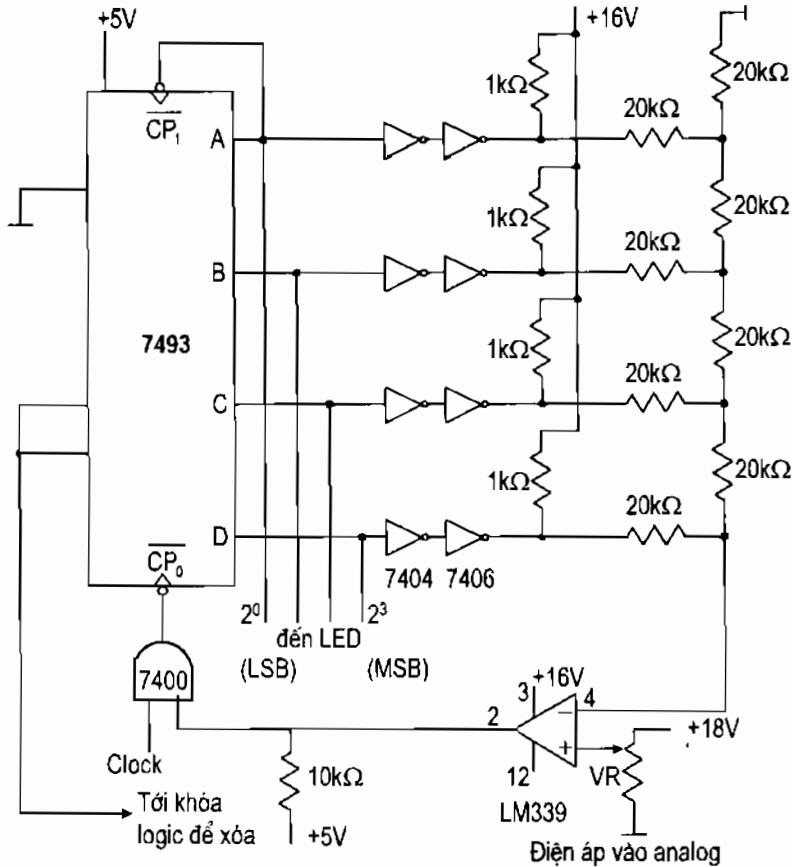 +5V
+16V
CP₁
1kΩ
20kΩ
20kΩ
A
1kΩ
20kΩ
20kΩ
B
7493
1kΩ
20kΩ
20kΩ
C
1kΩ
20kΩ
20kΩ
D
CP₀
7404
7406
2⁰
đến LED
2³
(LSB)
(MSB)
7400
Clock
10kΩ
+5V
Tới khóa
logic để xóa
2
3
+16V
4
−
+
12
LM339
+18V
VR
Điện áp vào analog